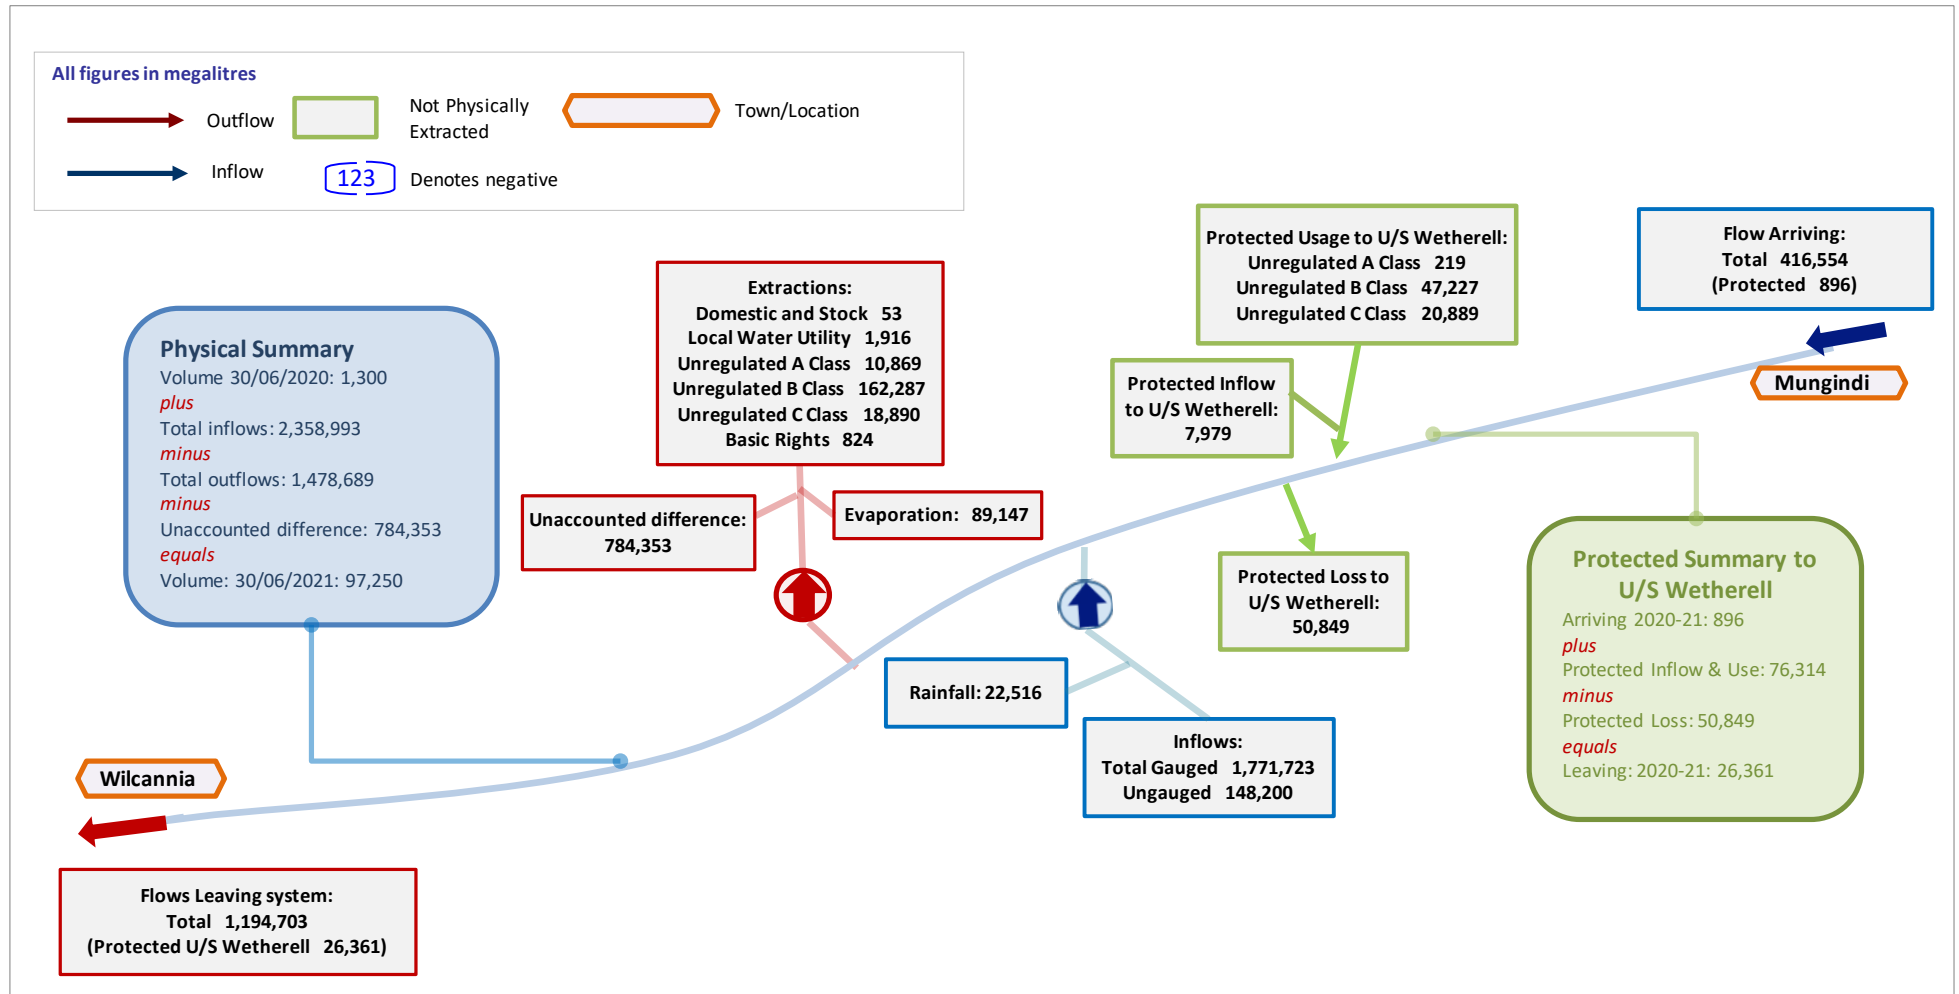 All figures in megalitres
Outflow
Not Physically
Extracted
Town/Location
Inflow
123
Denotes negative
Physical Summary
Volume 30/06/2020: 1,300
plus
Total inflows: 2,358,993
minus
Total outflows: 1,478,689
minus
Unaccounted difference: 784,353
equals
Volume: 30/06/2021: 97,250
Extractions:
Domestic and Stock 53
Local Water Utility 1,916
Unregulated A Class 10,869
Unregulated B Class 162,287
Unregulated C Class 18,890
Basic Rights 824
Unaccounted difference:
784,353
Evaporation: 89,147
Protected Usage to U/S Wetherell:
Unregulated A Class 219
Unregulated B Class 47,227
Unregulated C Class 20,889
Protected Inflow
to U/S Wetherell:
7,979
Flow Arriving:
Total 416,554
(Protected 896)
Mungindi
Protected Loss to
U/S Wetherell:
50,849
Protected Summary to
U/S Wetherell
Arriving 2020-21: 896
plus
Protected Inflow & Use: 76,314
minus
Protected Loss: 50,849
equals
Leaving: 2020-21: 26,361
Rainfall: 22,516
Inflows:
Total Gauged 1,771,723
Ungauged 148,200
Wilcannia
Flows Leaving system:
Total 1,194,703
(Protected U/S Wetherell 26,361)